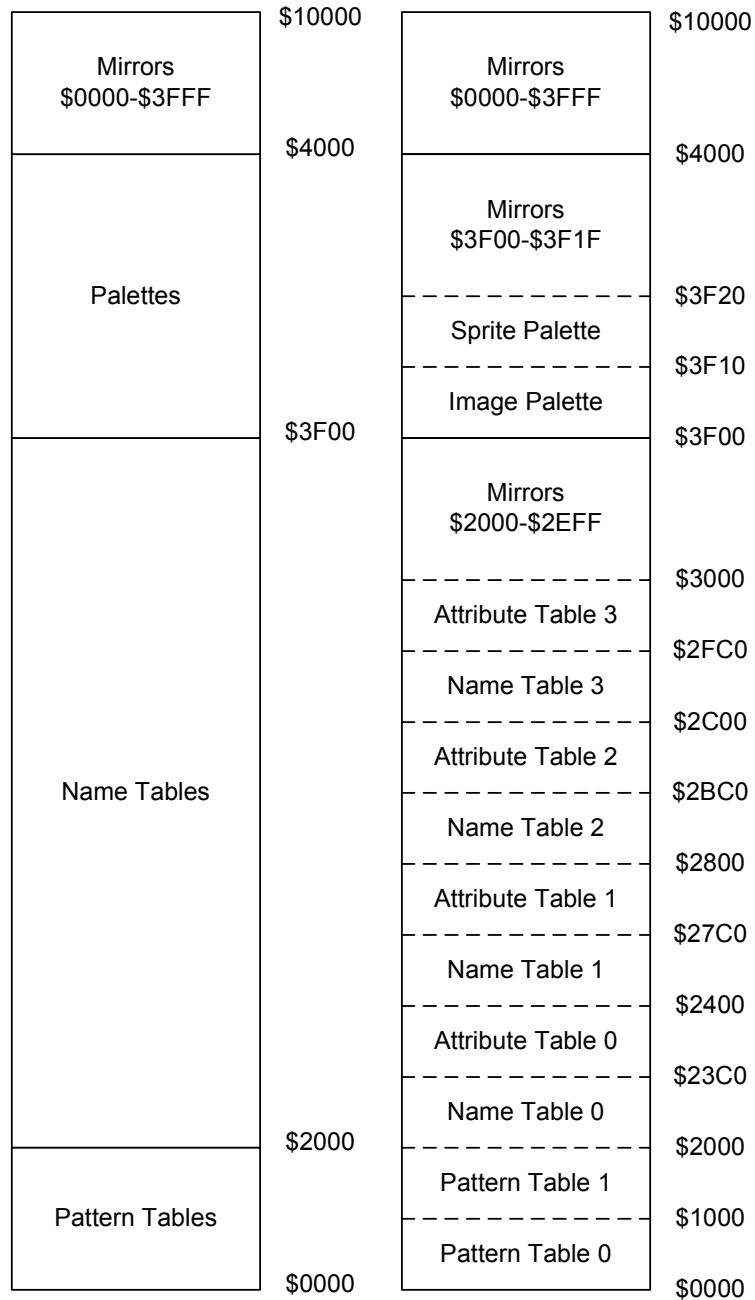 $10000
Mirrors
$0000-$3FFF
$4000
Palettes
$3F00
Name Tables
$2000
Pattern Tables
$0000
$10000
Mirrors
$0000-$3FFF
$4000
Mirrors
$3F00-$3F1F
$3F20
Sprite Palette
$3F10
Image Palette
$3F00
Mirrors
$2000-$2EFF
$3000
Attribute Table 3
$2FC0
Name Table 3
$2C00
Attribute Table 2
$2BC0
Name Table 2
$2800
Attribute Table 1
$27C0
Name Table 1
$2400
Attribute Table 0
$23C0
Name Table 0
$2000
Pattern Table 1
$1000
Pattern Table 0
$0000